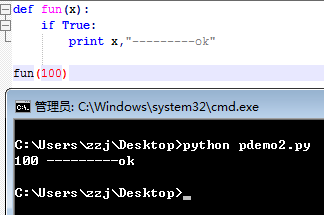 def fun(x):
    if True:
        print x,"---------ok"
fun(100)
管理员: C:\Windows\system32\cmd.exe
C:\Users\zzj\Desktop>python pdemo2.py
100 ---------ok
C:\Users\zzj\Desktop>